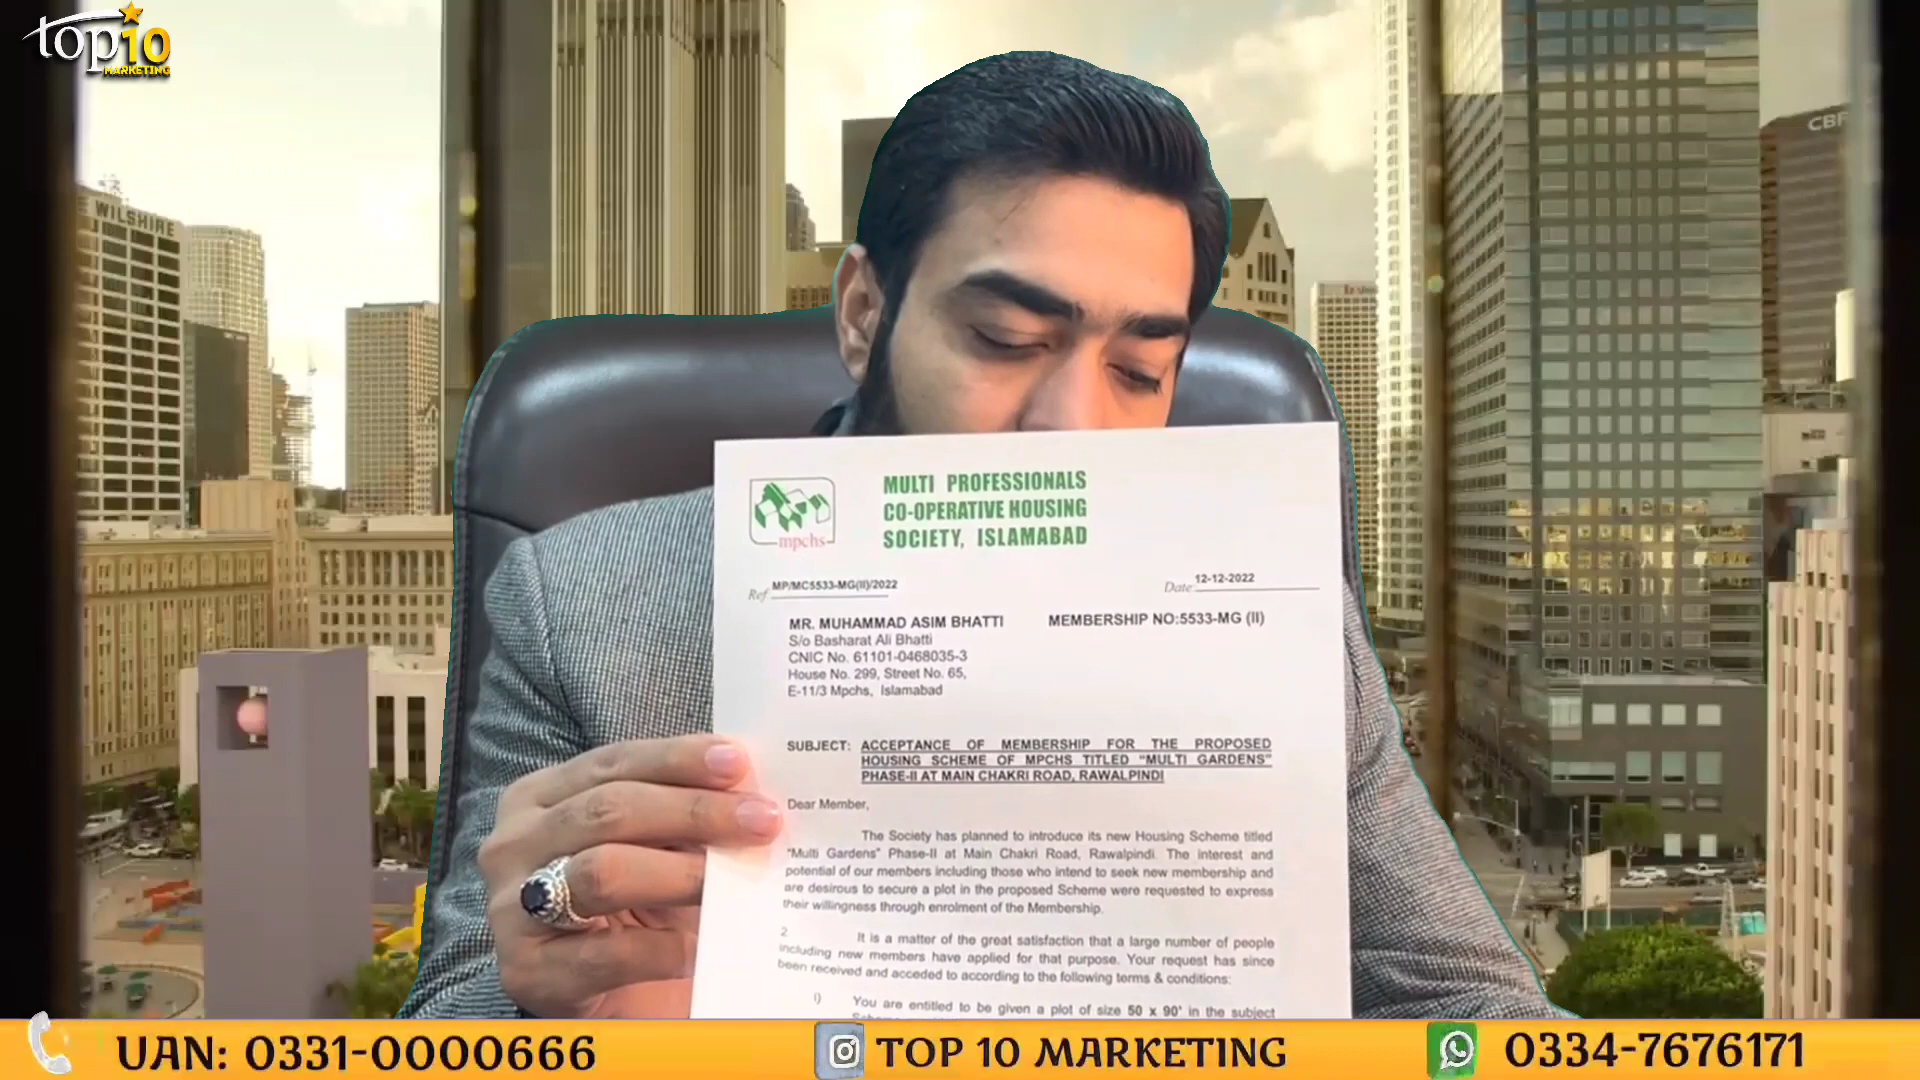 top10
MARKETING
WILSHIRE
CBF
MULTI PROFESSIONALS
CO-OPERATIVE HOUSING
SOCIETY, ISLAMABAD
mpchs
Ref MP/MC5533-MG(II)/2022
Date: 12-12-2022
MR. MUHAMMAD ASIM BHATTI MEMBERSHIP NO:5533-MG (II)
S/o Basharat Ali Bhatti
CNIC No. 61101-0468035-3
House No. 299, Street No. 65,
E-11/3 Mpchs, Islamabad
SUBJECT: ACCEPTANCE OF MEMBERSHIP FOR THE PROPOSED
HOUSING SCHEME OF MPCHS TITLED "MULTI GARDENS"
PHASE-II AT MAIN CHAKRI ROAD, RAWALPINDI
Dear Member,
The Society has planned to introduce its new Housing Scheme titled
"Multi Gardens" Phase-II at Main Chakri Road, Rawalpindi. The interest and
potential of our members including those who intend to seek new membership and
are desirous to secure a plot in the proposed Scheme were requested to express
their willingness through enrolment of the Membership.
2 It is a matter of the great satisfaction that a large number of people
including new members have applied for that purpose. Your request has since
been received and acceded to according to the following terms & conditions:
i) You are entitled to be given a plot of size 50 x 90' in the subject
UAN: 0331-0000666
TOP 10 MARKETING
0334-7676171